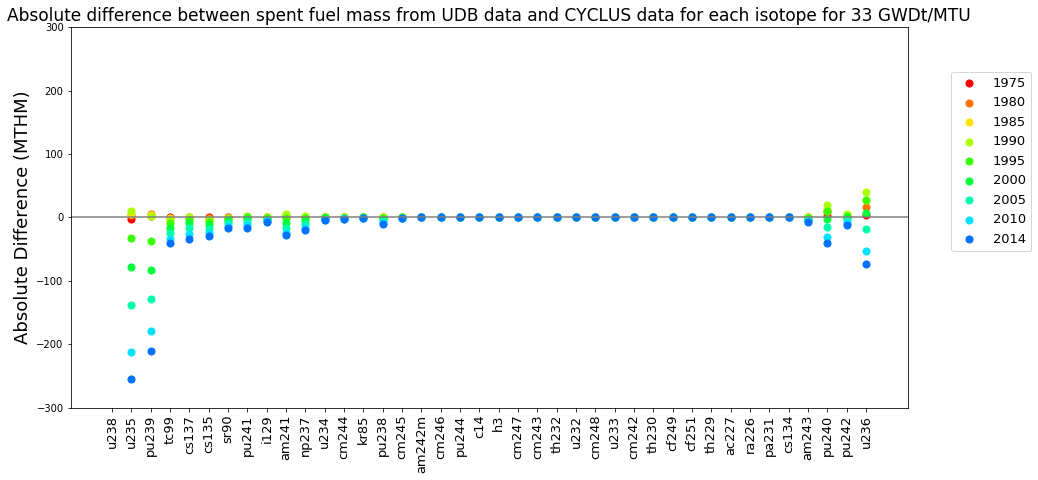 Absolute difference between spent fuel mass from UDB data and CYCLUS data for each isotope for 33 GWDt/MTU
Absolute Difference (MTHM)
300
200
100
0
−100
−200
−300
u238
u235
pu239
tc99
cs137
cs135
sr90
pu241
i129
am241
np237
u234
cm244
kr85
pu238
cm245
am242m
cm246
pu244
c14
h3
cm247
cm243
th232
u232
cm248
u233
cm242
th230
cf249
cf251
th229
ac227
ra226
pa231
cs134
am243
pu240
pu242
u236
1975
1980
1985
1990
1995
2000
2005
2010
2014